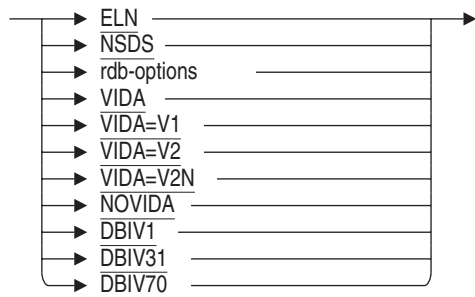 ELN
NSDS
rdb-options
VIDA
VIDA=V1
VIDA=V2
VIDA=V2N
NOVIDA
DBIV1
DBIV31
DBIV70